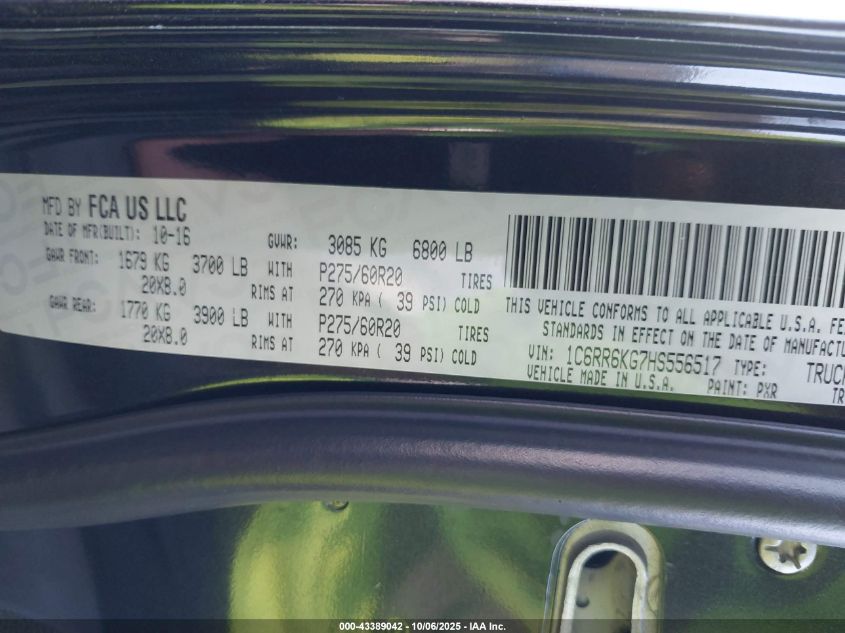 MFD BY FCA US LLC
DATE OF MFR(BUILT): 10-16 GVWR: 3085 KG 6800 LB
GAWR FRONT: 1679 KG 3700 LB WITH P275/60R20 TIRES
20X8.0 RIMS AT 270 KPA ( 39 PSI) COLD
GAWR REAR: 1770 KG 3900 LB WITH P275/60R20 TIRES
20X8.0 RIMS AT 270 KPA ( 39 PSI) COLD
THIS VEHICLE CONFORMS TO ALL APPLICABLE U.S.A.
STANDARDS IN EFFECT ON THE DATE OF
VIN: 1C6RR6KG7HS556517 TYPE: TRUC
VEHICLE MADE IN U.S.A. PAINT: PXR TR
000-43389042 - 10/06/2025 - IAA Inc.